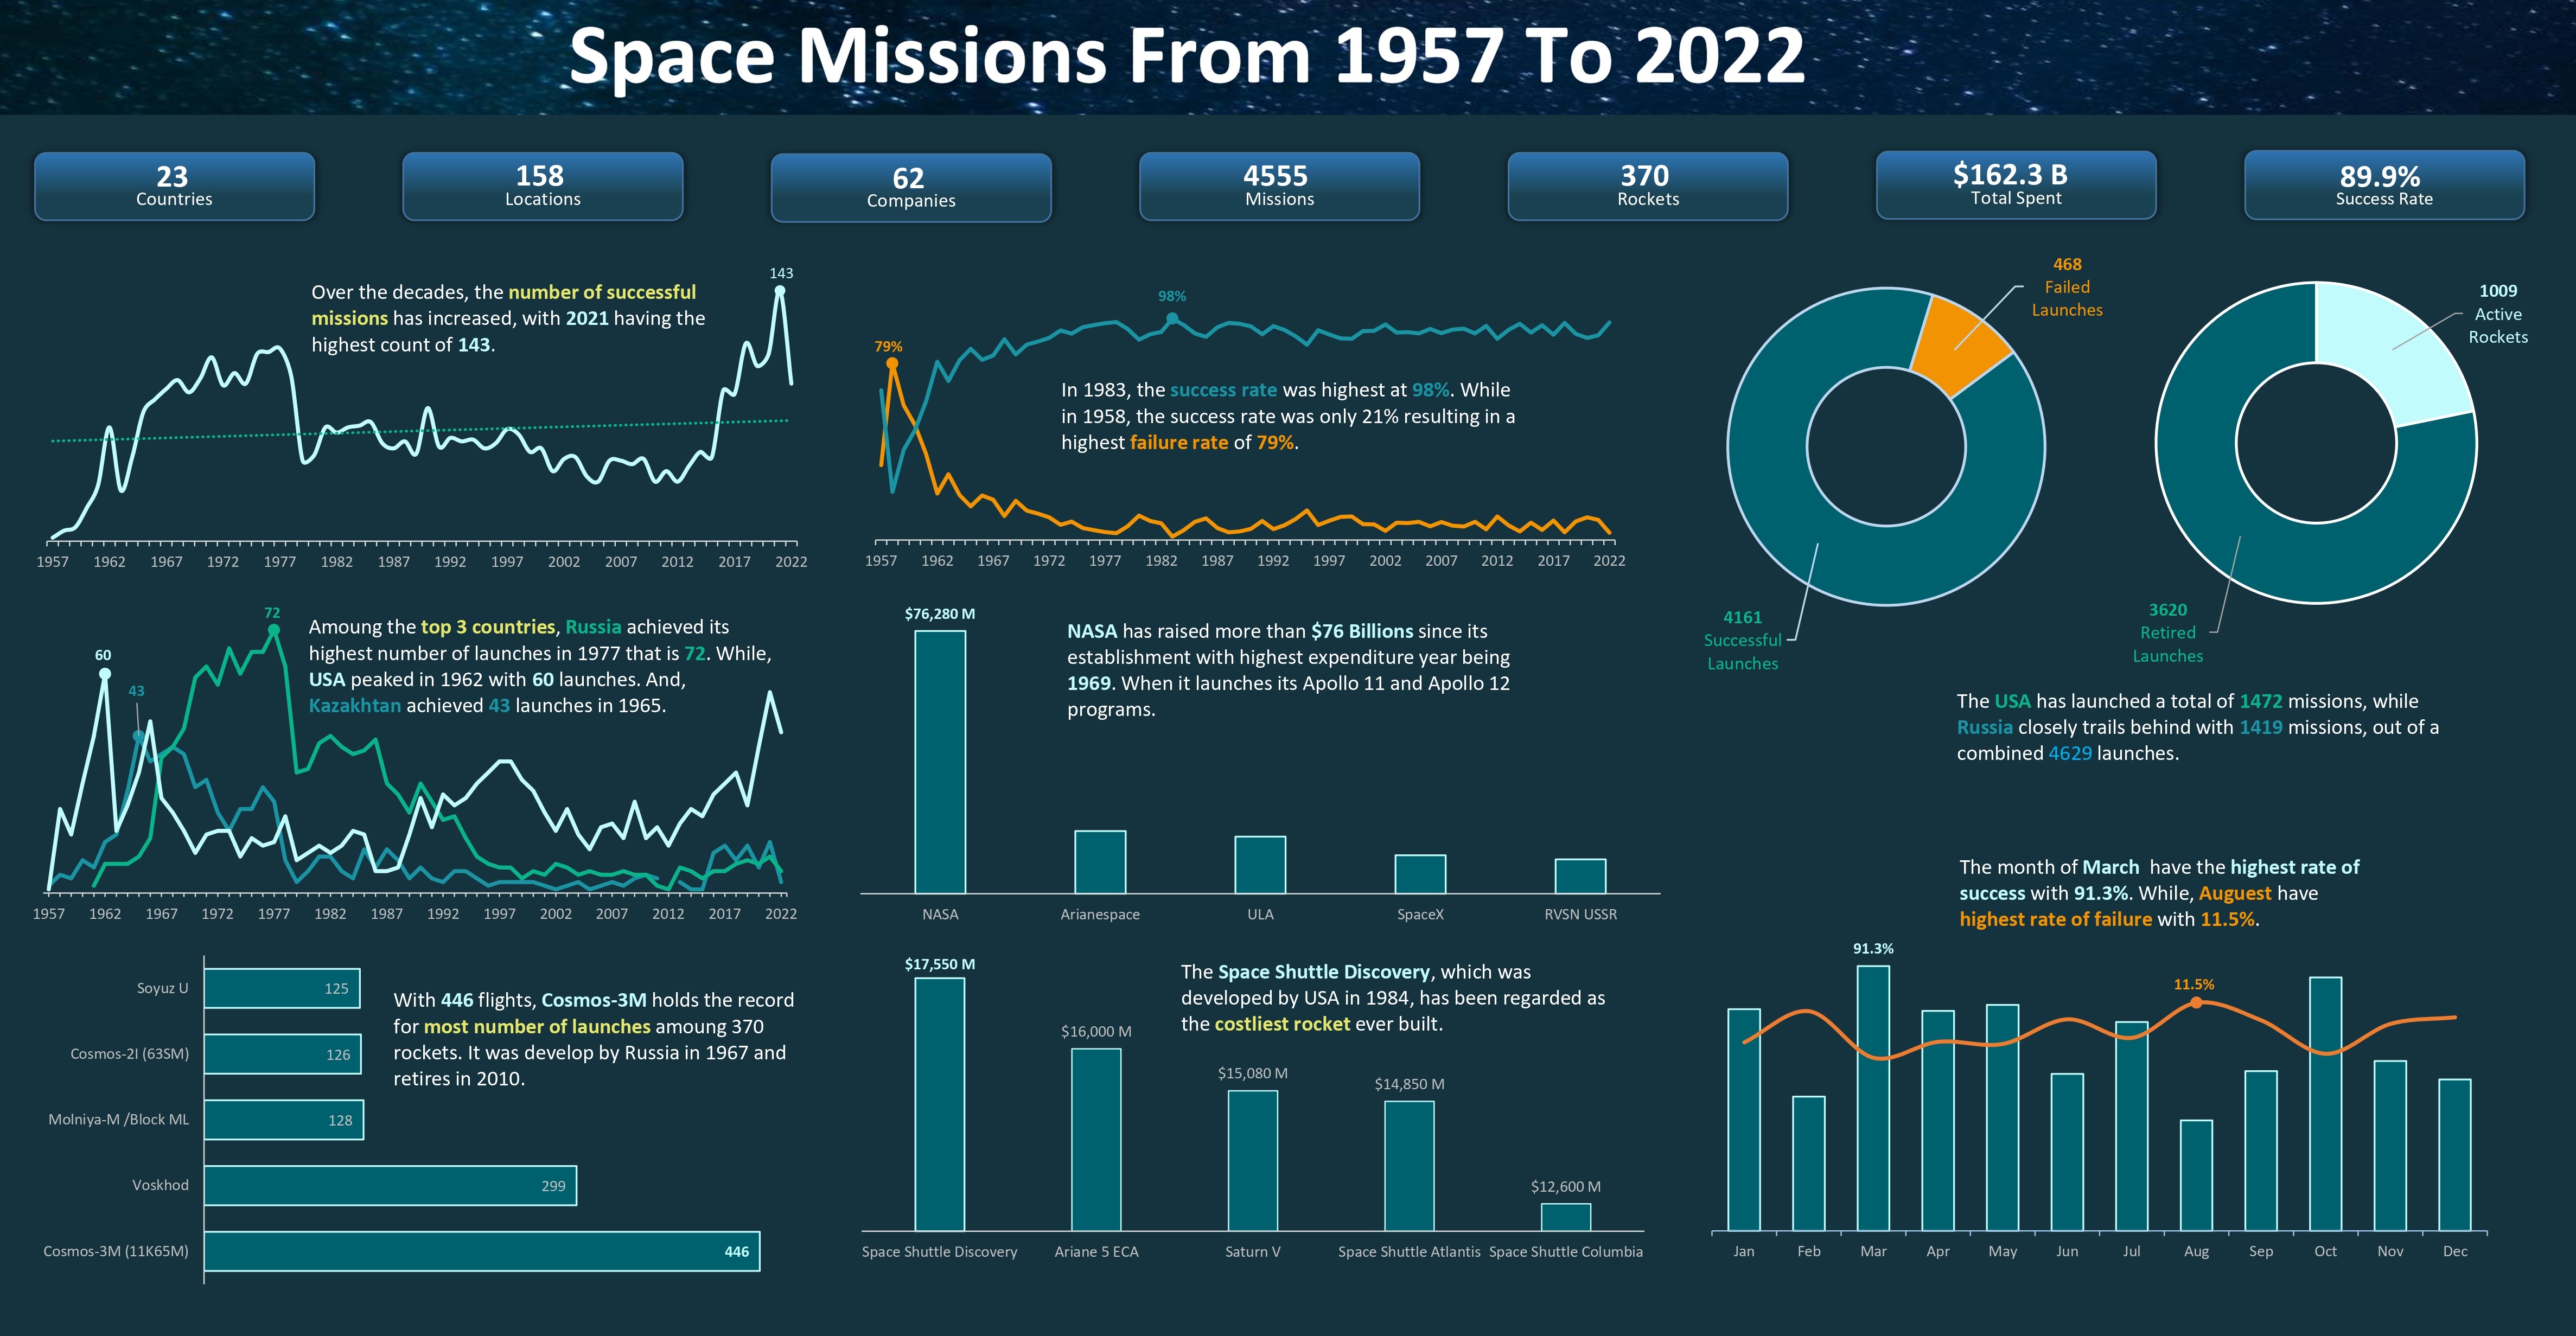 Space Missions From 1957 To 2022
23
Countries
158
Locations
62
Companies
4555
Missions
370
Rockets
$162.3 B
Total Spent
89.9%
Success Rate
Over the decades, the number of successful
missions has increased, with 2021 having the
highest count of 143.
143
1957 1962 1967 1972 1977 1982 1987 1992 1997 2002 2007 2012 2017 2022
79%
98%
In 1983, the success rate was highest at 98%. While
in 1958, the success rate was only 21% resulting in a
highest failure rate of 79%.
1957 1962 1967 1972 1977 1982 1987 1992 1997 2002 2007 2012 2017 2022
468
Failed
Launches
4161
Successful
Launches
1009
Active
Rockets
3620
Retired
Launches
The USA has launched a total of 1472 missions, while
Russia closely trails behind with 1419 missions, out of a
combined 4629 launches.
60
43
72
Amoung the top 3 countries, Russia achieved its
highest number of launches in 1977 that is 72. While,
USA peaked in 1962 with 60 launches. And,
Kazakhtan achieved 43 launches in 1965.
1957 1962 1967 1972 1977 1982 1987 1992 1997 2002 2007 2012 2017 2022
$76,280 M
NASA has raised more than $76 Billions since its
establishment with highest expenditure year being
1969. When it launches its Apollo 11 and Apollo 12
programs.
NASA Arianespace ULA SpaceX RVSN USSR
The month of March have the highest rate of
success with 91.3%. While, Auguest have
highest rate of failure with 11.5%.
91.3%
11.5%
Jan Feb Mar Apr May Jun Jul Aug Sep Oct Nov Dec
Soyuz U 125
Cosmos-2I (63SM) 126
Molniya-M /Block ML 128
Voskhod 299
Cosmos-3M (11K65M) 446
With 446 flights, Cosmos-3M holds the record
for most number of launches amoung 370
rockets. It was develop by Russia in 1967 and
retires in 2010.
The Space Shuttle Discovery, which was
developed by USA in 1984, has been regarded as
the costliest rocket ever built.
$17,550 M
$16,000 M
$15,080 M
$14,850 M
$12,600 M
Space Shuttle Discovery Ariane 5 ECA Saturn V Space Shuttle Atlantis Space Shuttle Columbia